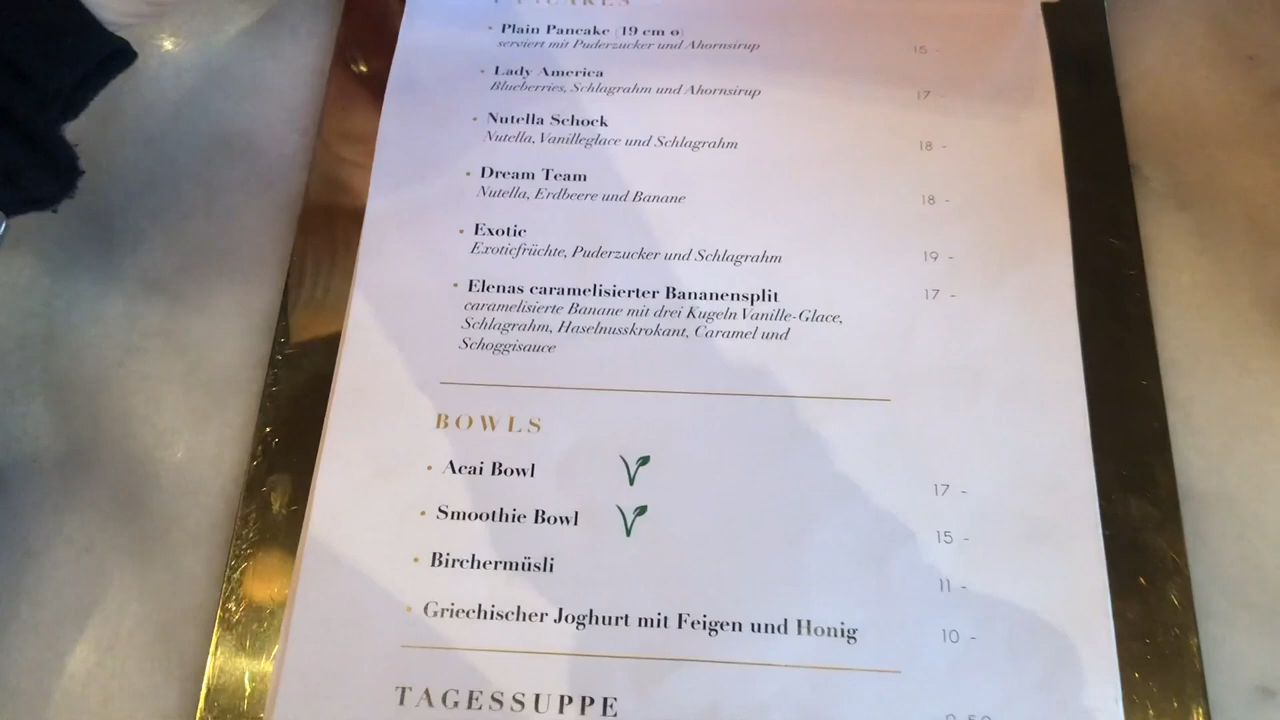 PANCAKES
Plain Pancake (19 cm ø)
serviert mit Puderzucker und Ahornsirup
15 -
Lady America
Blueberries, Schlagrahm und Ahornsirup
17 -
Nutella Schock
Nutella, Vanilleglace und Schlagrahm
18 -
Dream Team
Nutella, Erdbeere und Banane
18 -
Exotic
Exoticfrüchte, Puderzucker und Schlagrahm
19 -
Elenas caramelisierter Bananensplit
17 -
caramelisierte Banane mit drei Kugeln Vanille-Glace,
Schlagrahm, Haselnusskrokant, Caramel und
Schoggisauce
BOWLS
Acai Bowl
17 -
Smoothie Bowl
15 -
Birchermüsli
11 -
Griechischer Joghurt mit Feigen und Honig
10 -
TAGESSUPPE